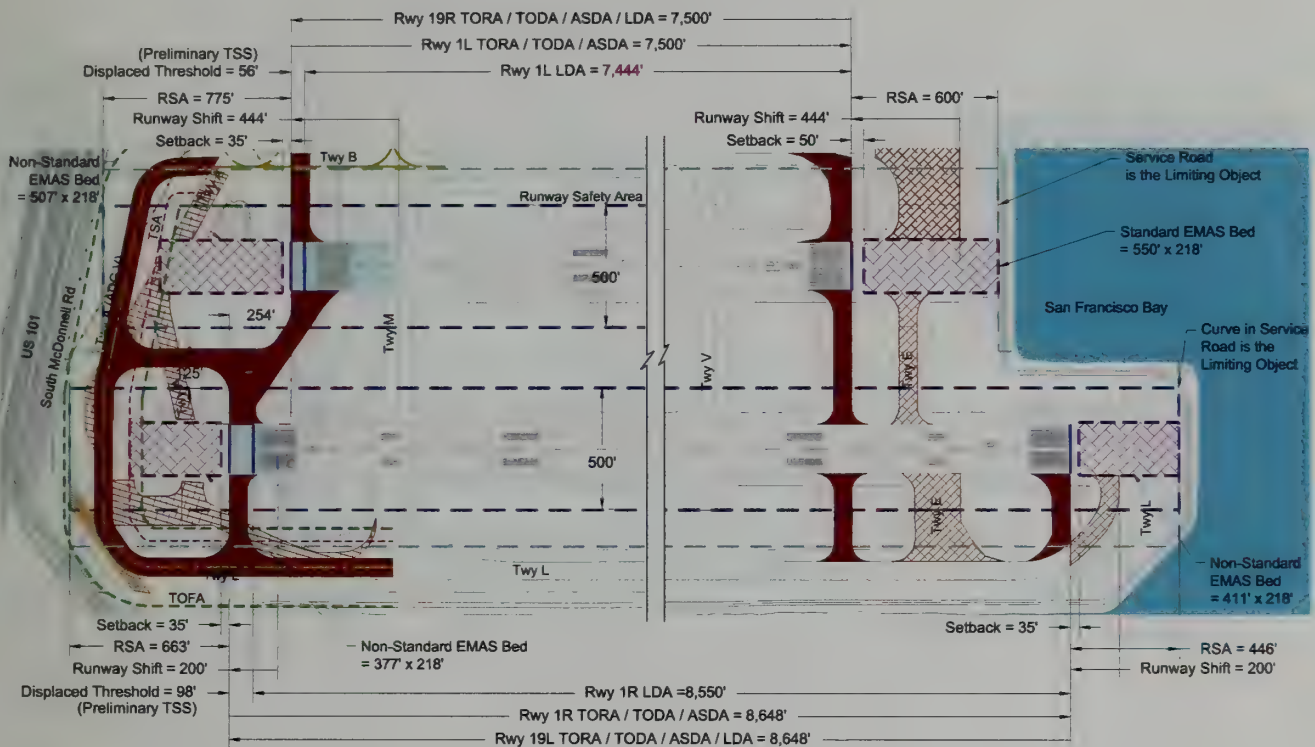 Rwy 19R TORA / TODA / ASDA / LDA = 7,500'
Rwy 1L TORA / TODA / ASDA = 7,500'
(Preliminary TSS)
Displaced Threshold = 56'
Rwy 1L LDA = 7,444'
RSA = 775'
RSA = 600'
Runway Shift = 444'
Runway Shift = 444'
Setback = 35'
Setback = 50'
Non-Standard
EMAS Bed
= 507' x 218'
Twy B
Service Road
is the Limiting Object
TSA
Runway Safety Area
Standard EMAS Bed
= 550' x 218'
500'
US 101
South McDonnell Rd
254'
Twy M
Twy V
Twy E
San Francisco Bay
Curve in Service
Road is the
Limiting Object
500'
Twy E
Twy L
Twy L
TOFA
Non-Standard
EMAS Bed
= 411' x 218'
Setback = 35'
Setback = 35'
RSA = 663'
Non-Standard EMAS Bed
= 377' x 218'
RSA = 446'
Runway Shift = 200'
Runway Shift = 200'
Displaced Threshold = 98'
(Preliminary TSS)
Rwy 1R LDA =8,550'
Rwy 1R TORA / TODA / ASDA = 8,648'
Rwy 19L TORA / TODA / ASDA / LDA = 8,648'